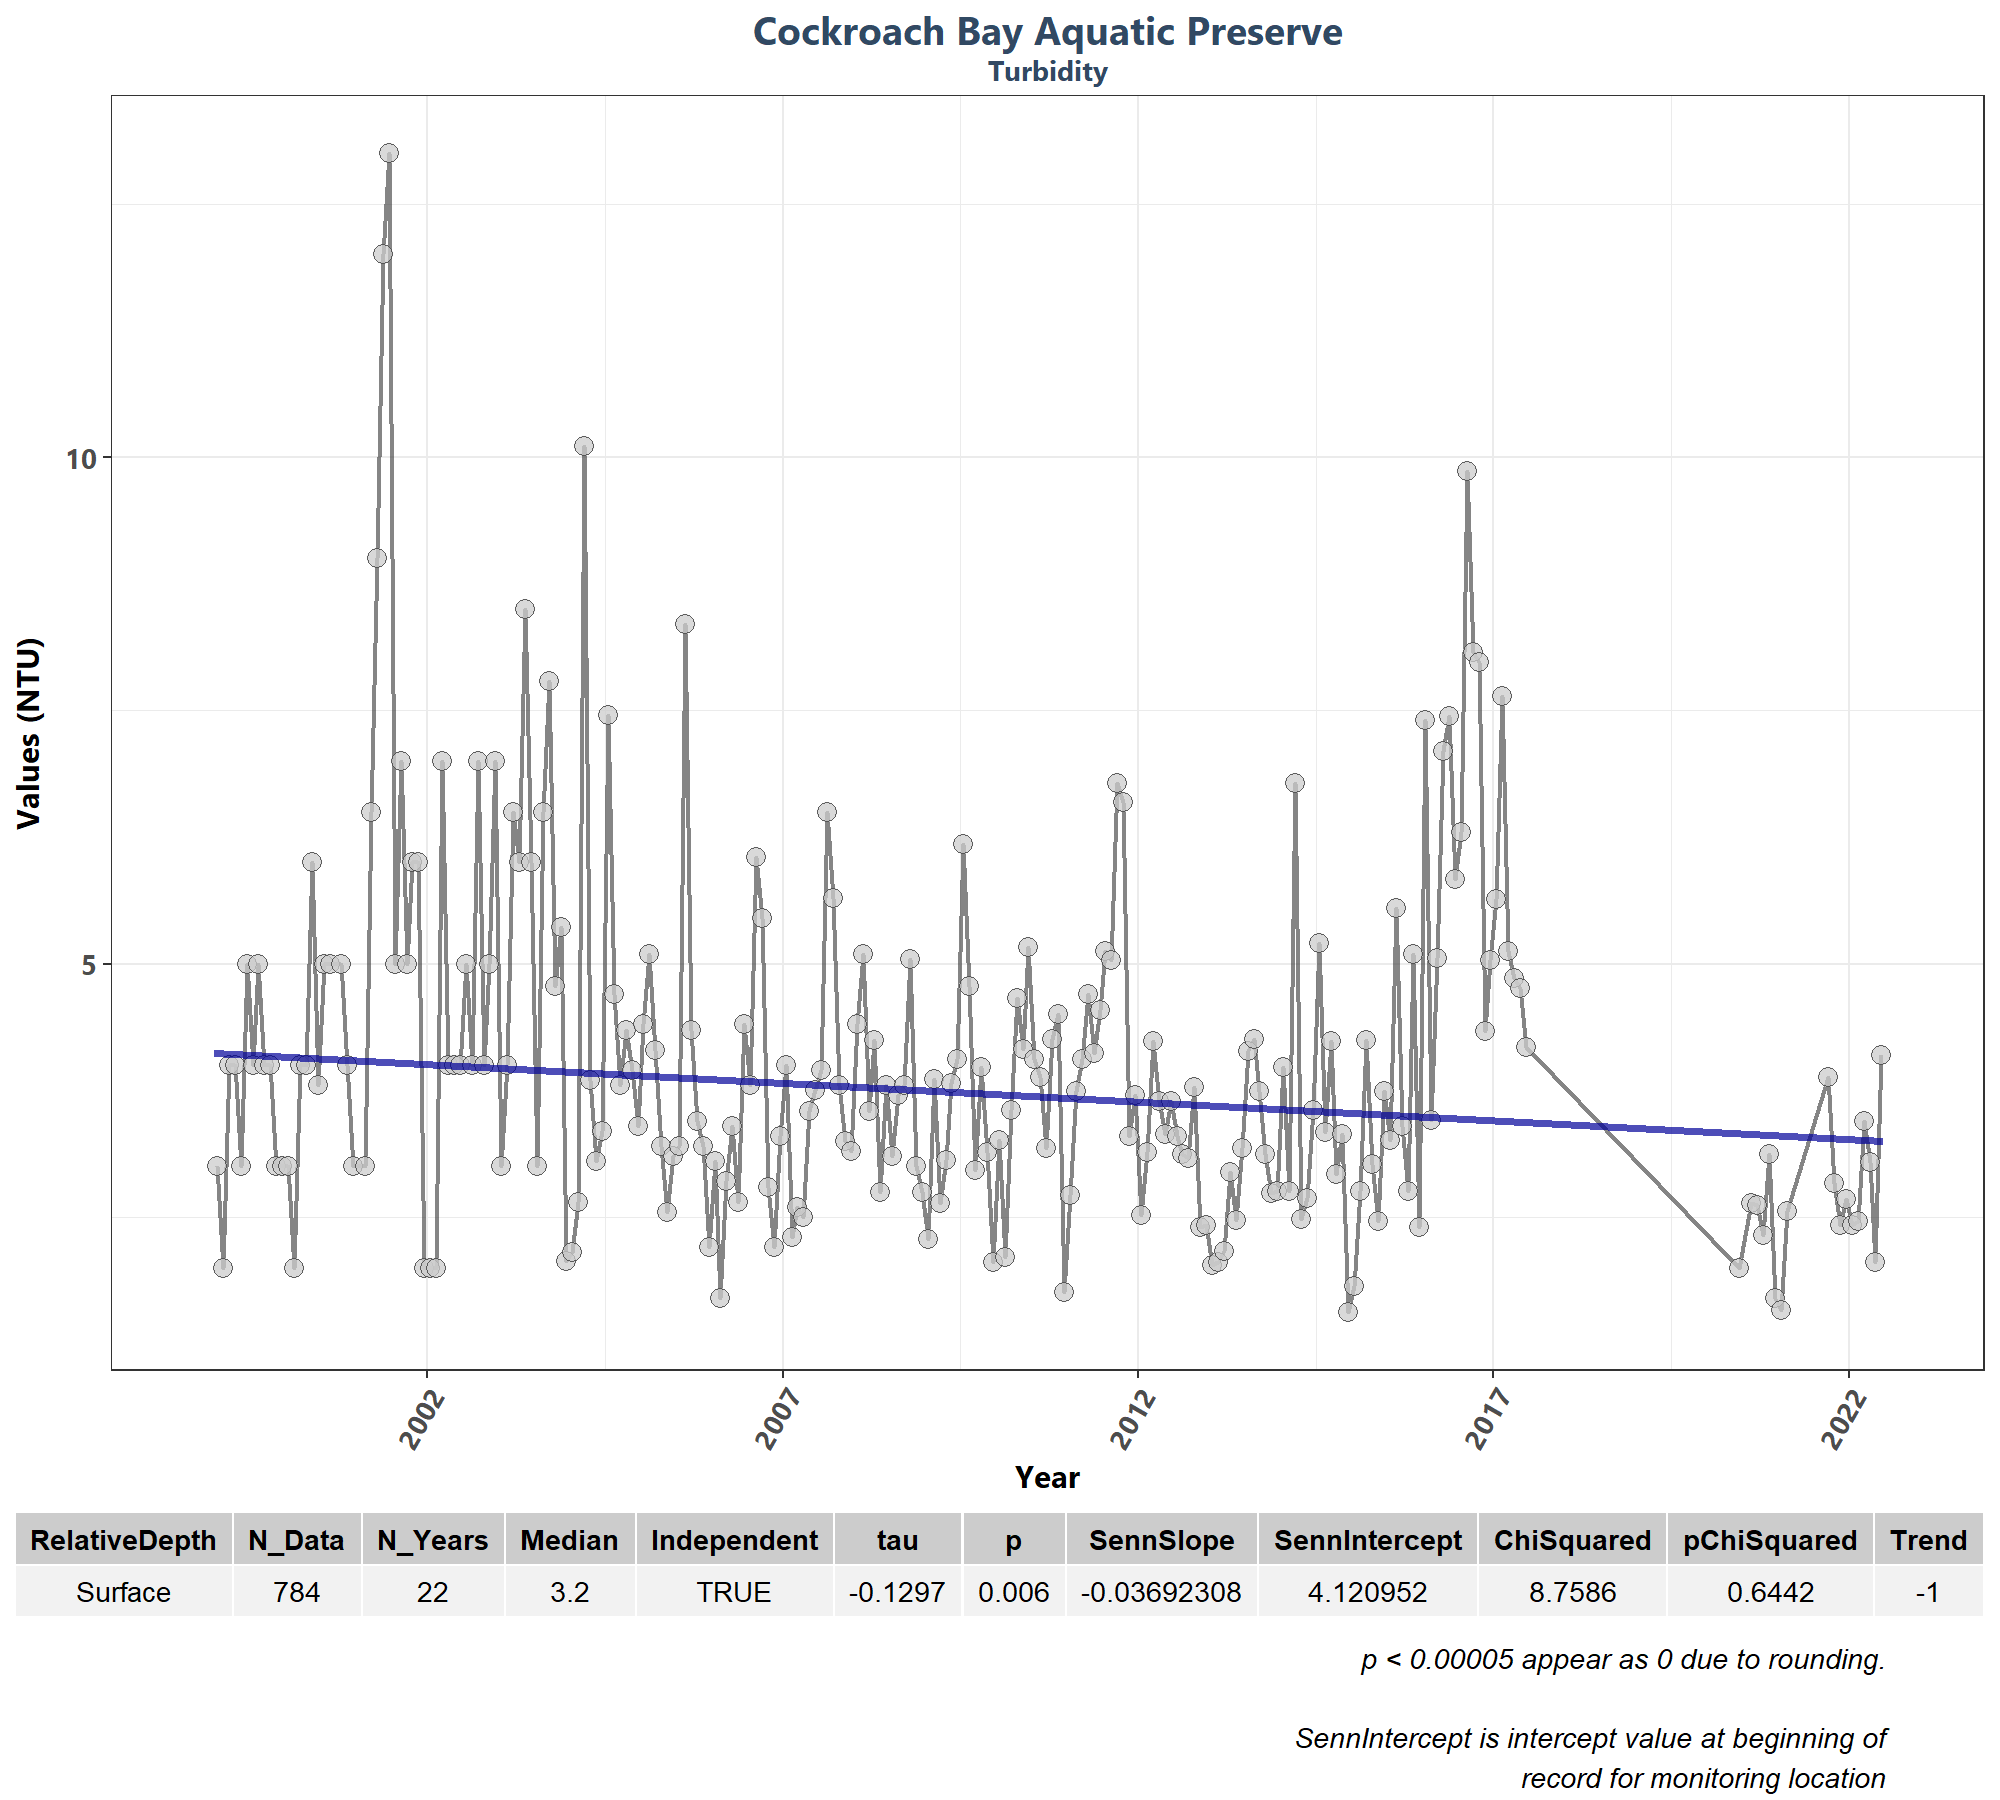 Cockroach Bay Aquatic Preserve
Turbidity
Values (NTU)
10
5
2002 2007 2012 2017 2022
Year
RelativeDepth N_Data N_Years Median Independent tau p SennSlope SennIntercept ChiSquared pChiSquared Trend
Surface 784 22 3.2 TRUE -0.1297 0.006 -0.03692308 4.120952 8.7586 0.6442 -1
p < 0.00005 appear as 0 due to rounding.
SennIntercept is intercept value at beginning of
record for monitoring location